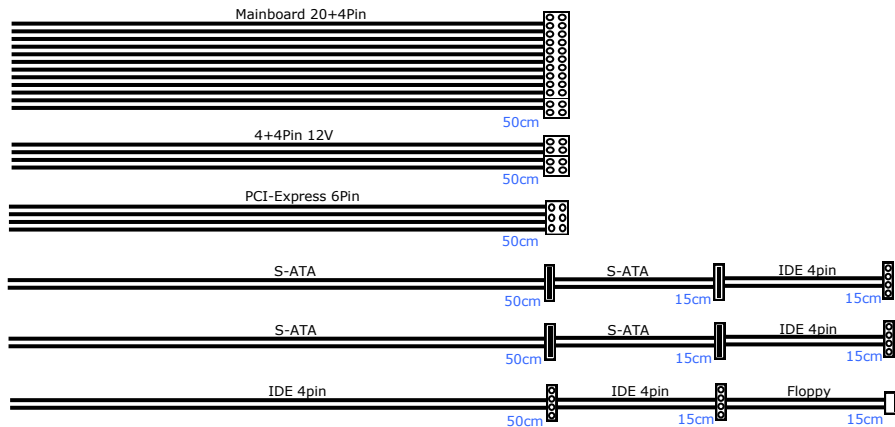 Mainboard 20+4Pin
50cm
4+4Pin 12V
50cm
PCI-Express 6Pin
50cm
S-ATA S-ATA IDE 4pin
50cm 15cm 15cm
S-ATA S-ATA IDE 4pin
50cm 15cm 15cm
IDE 4pin IDE 4pin Floppy
50cm 15cm 15cm